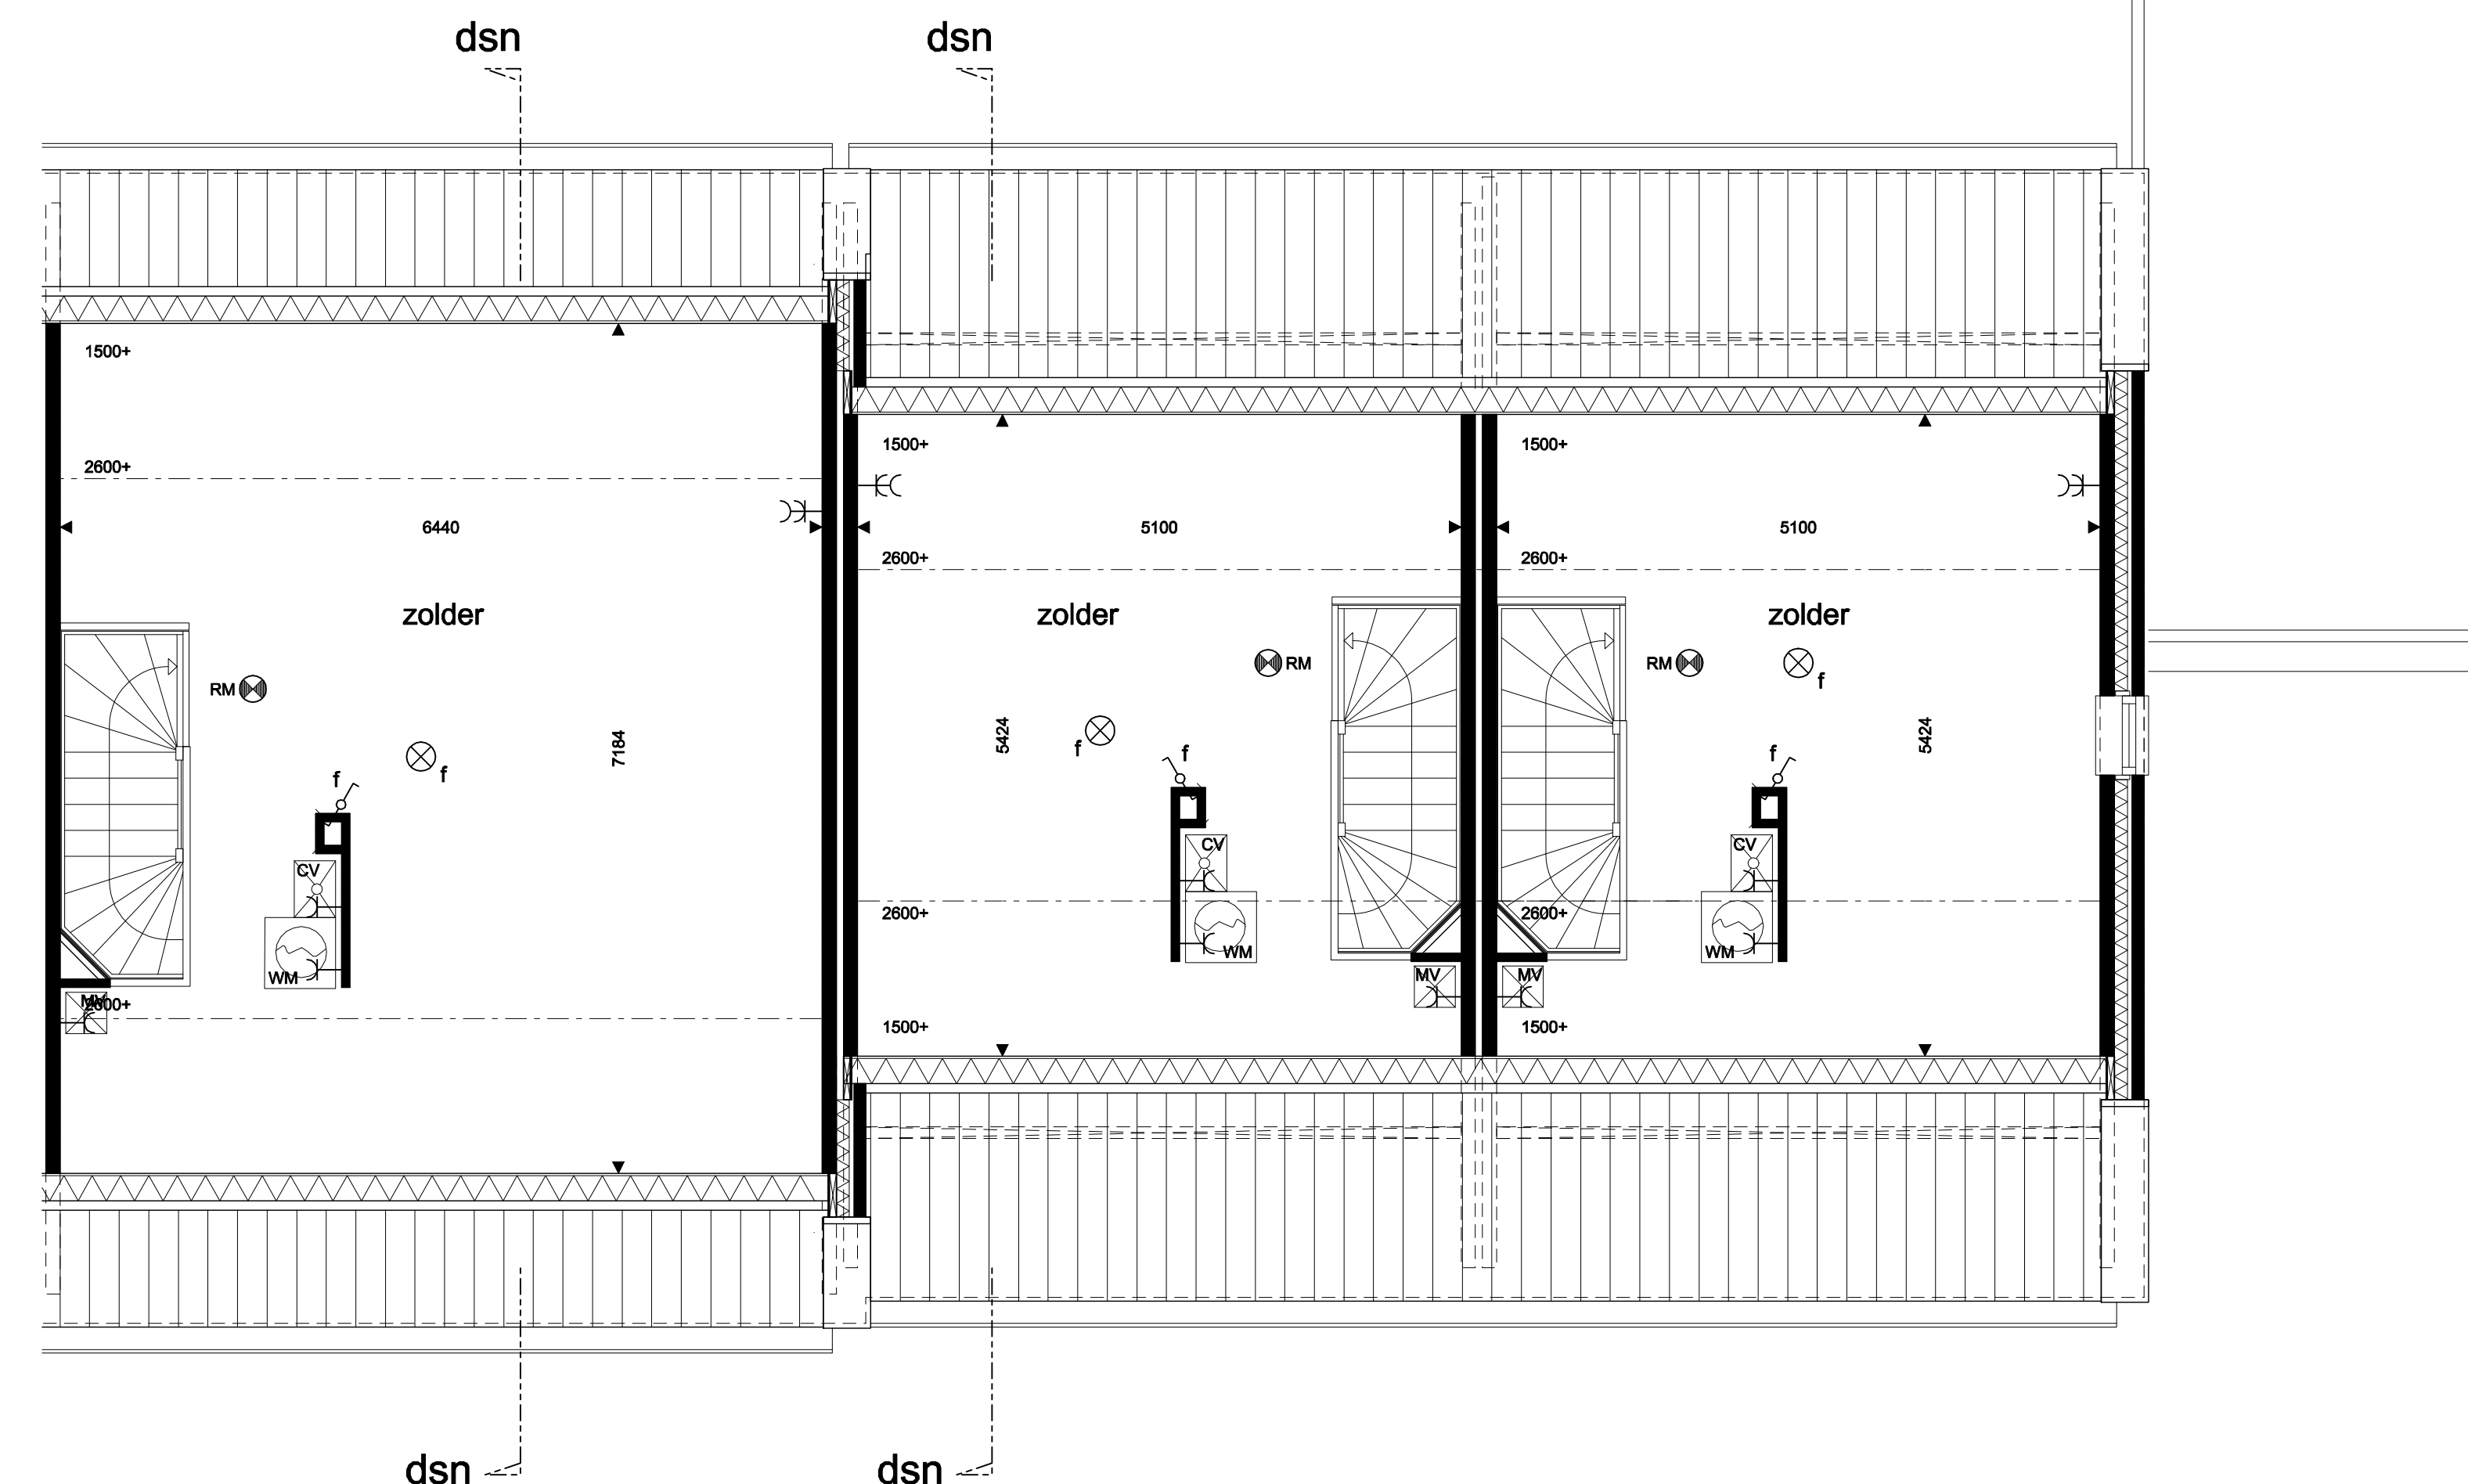 dsn
dsn
1500+
1500+
1500+
2600+
6440
5100
5100
2600+
2600+
zolder
zolder
zolder
RM
RM
RM
f
f
f
7184
5424
5424
f
f
f
CV
CV
CV
WM
WM
WM
2600+
2600+
MV
MV
MV
2600+
1500+
1500+
dsn
dsn